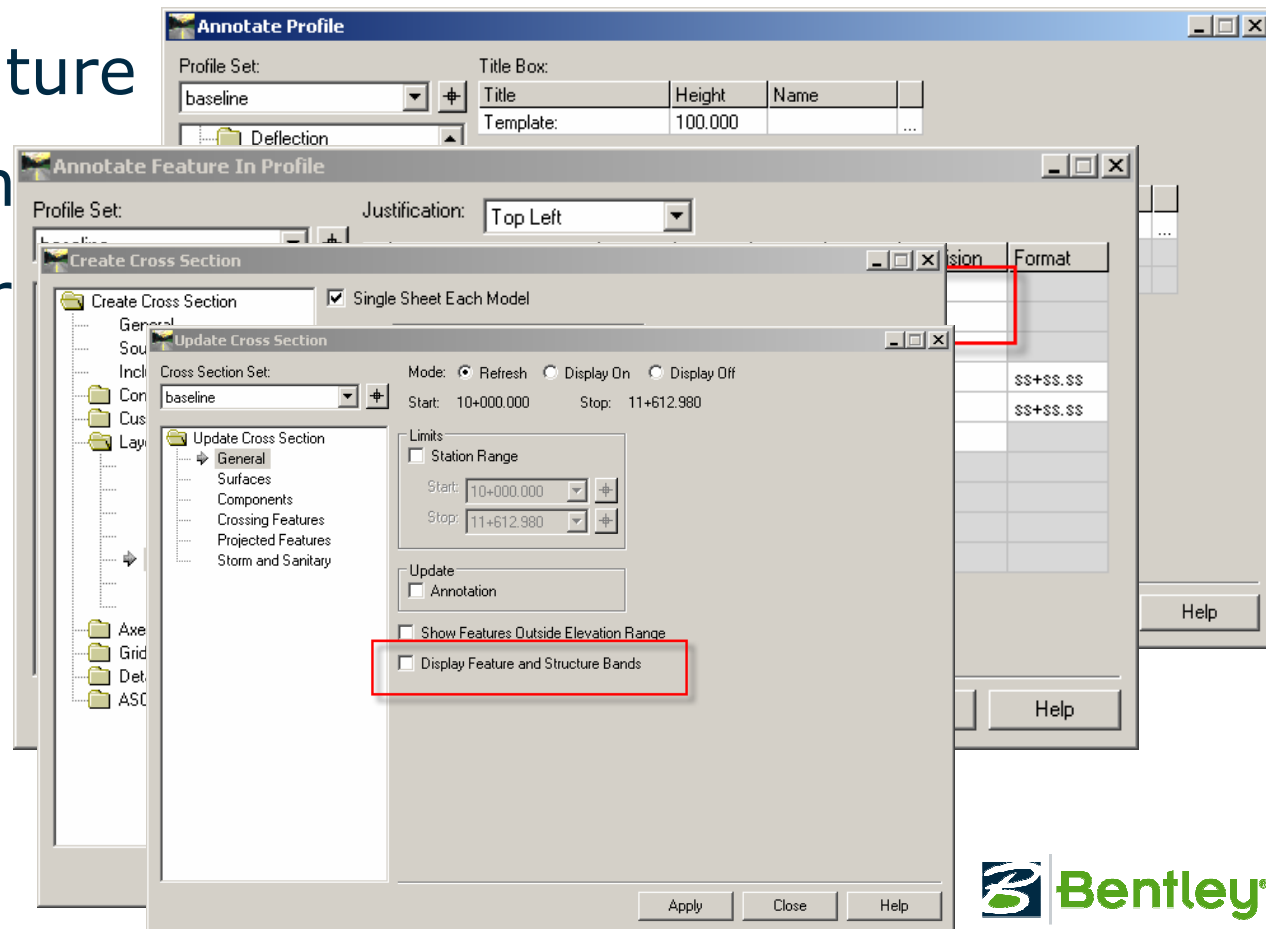 ture
Annotate Profile
Profile Set:
Title Box:
baseline
Title Height Name
Template: 100.000 ...
Deflection
Annotate Feature In Profile
Profile Set:
Justification: Top Left
...
ision Format
ss+ss.ss
ss+ss.ss
Help
Help
Create Cross Section
Create Cross Section
Single Sheet Each Model
General
Update Cross Section
Cross Section Set:
baseline
Mode: Refresh Display On Display Off
Start: 10+000.000 Stop: 11+612.980
Update Cross Section
General
Surfaces
Components
Crossing Features
Projected Features
Storm and Sanitary
Limits
Station Range
Start: 10+000.000
Stop: 11+612.980
Update
Annotation
Show Features Outside Elevation Range
Display Feature and Structure Bands
Apply Close Help
Bentley